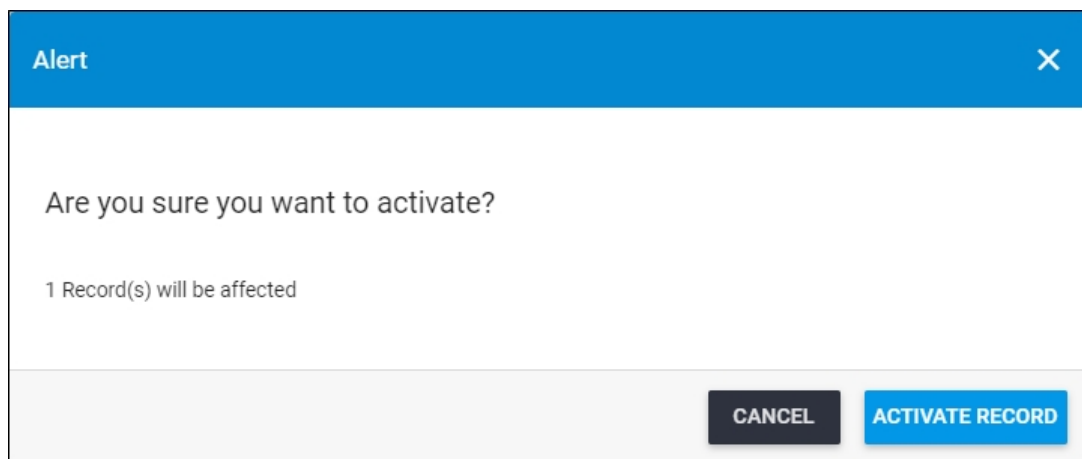 Alert
Are you sure you want to activate?
1 Record(s) will be affected
CANCEL ACTIVATE RECORD